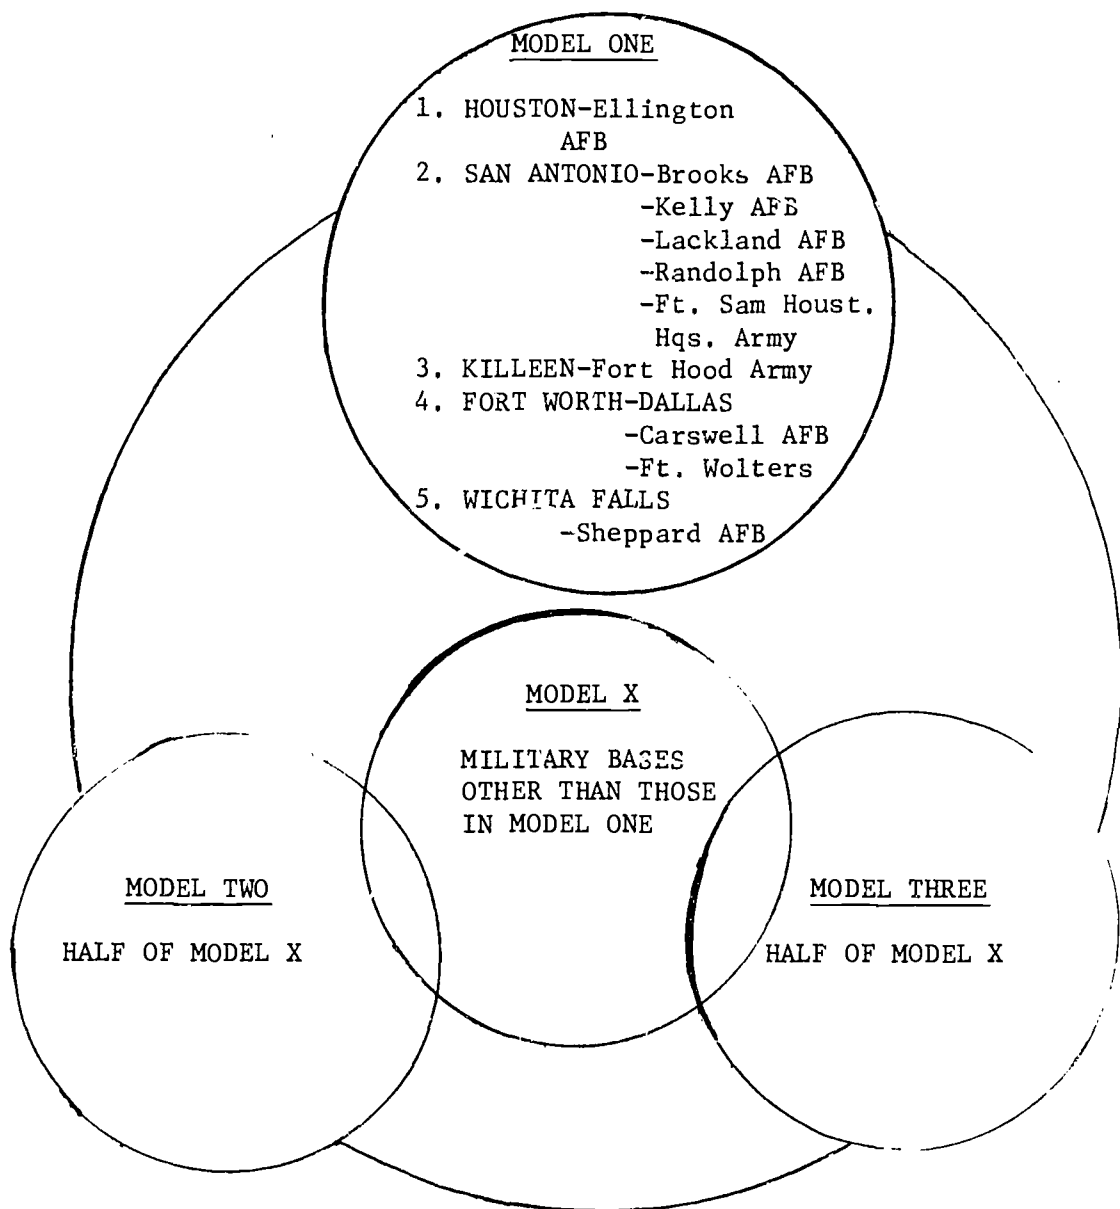 MODEL ONE
1. HOUSTON-Ellington
AFB
2. SAN ANTONIO-Brooks AFB
-Kelly AFB
-Lackland AFB
-Randolph AFB
-Ft. Sam Houst.
Hqs. Army
3. KILLEEN-Fort Hood Army
4. FORT WORTH-DALLAS
-Carswell AFB
-Ft. Wolters
5. WICHITA FALLS
-Sheppard AFB
MODEL X
MILITARY BASES
OTHER THAN THOSE
IN MODEL ONE
MODEL TWO
HALF OF MODEL X
MODEL THREE
HALF OF MODEL X